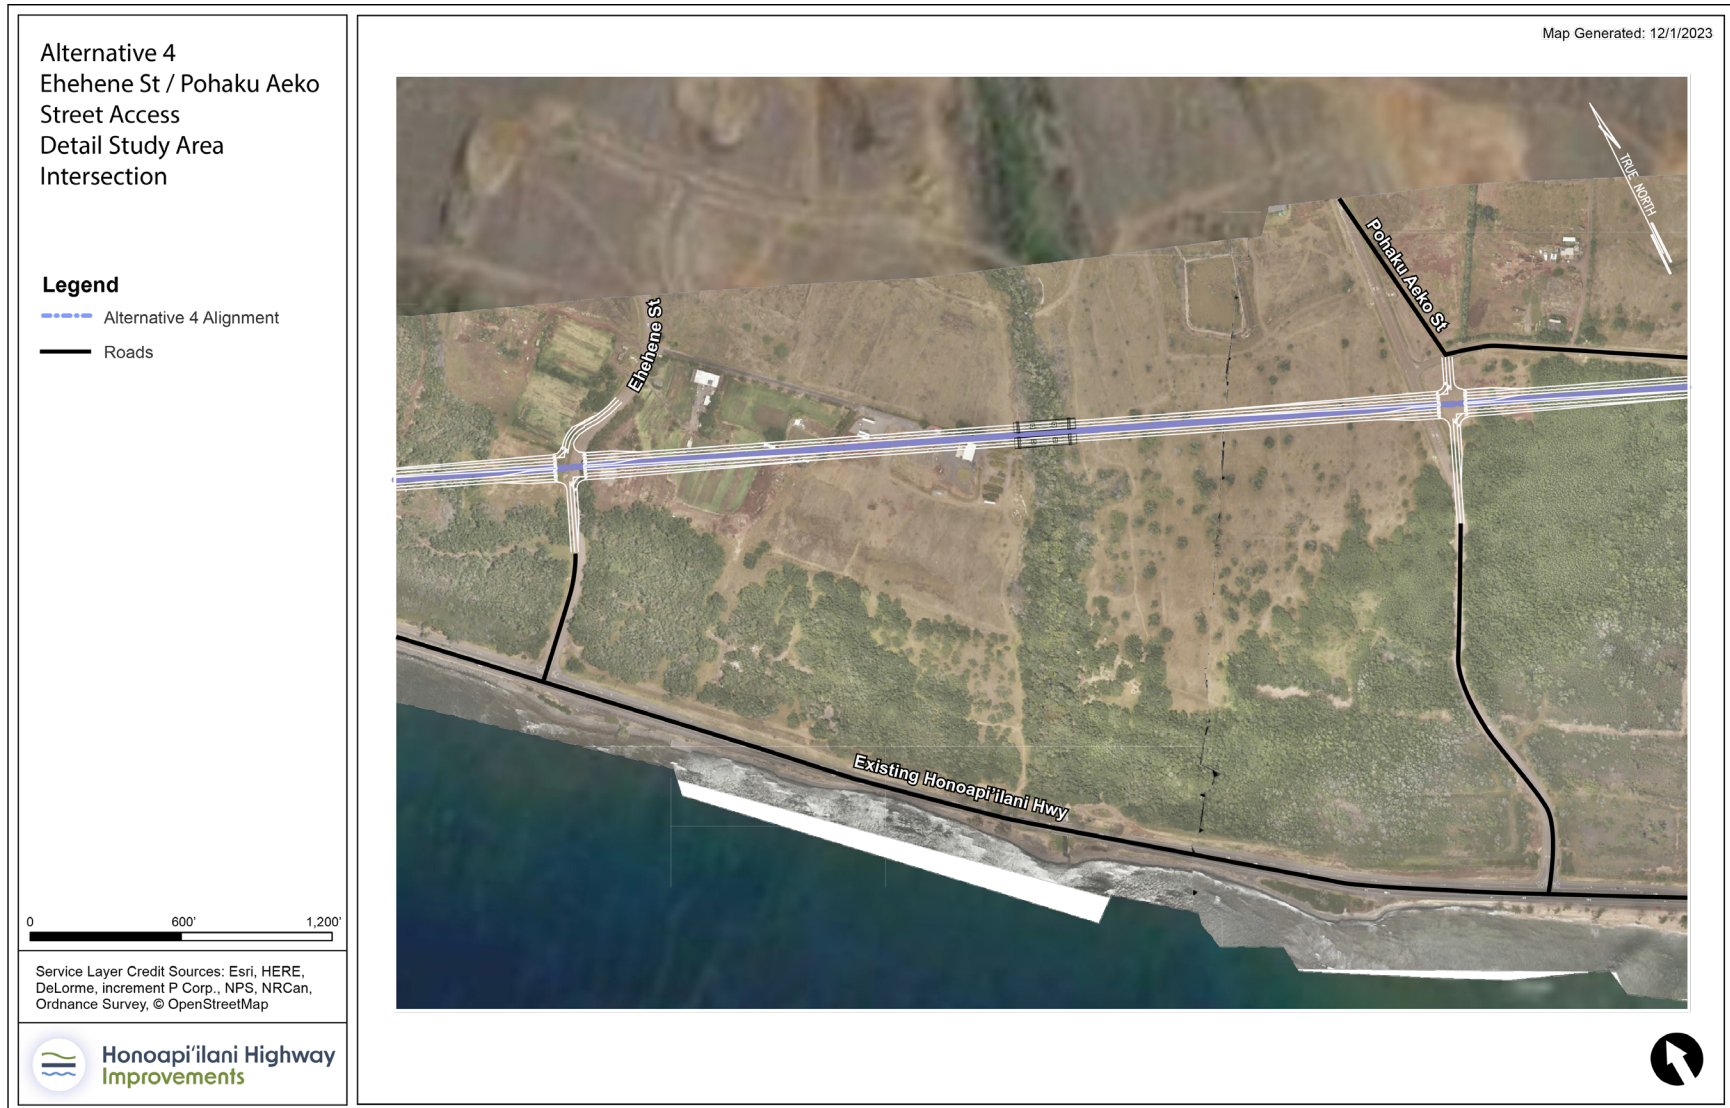 Alternative 4
Ehehene St / Pohaku Aeko
Street Access
Detail Study Area
Intersection
Legend
Alternative 4 Alignment
Roads
0 600' 1,200'
Service Layer Credit Sources: Esri, HERE,
DeLorme, increment P Corp., NPS, NRCan,
Ordnance Survey, © OpenStreetMap
Honoapiʻilani Highway
Improvements
Map Generated: 12/1/2023
TRUE NORTH
Pohaku Aeko St
Ehehene St
Existing Honoapi'ilani Hwy